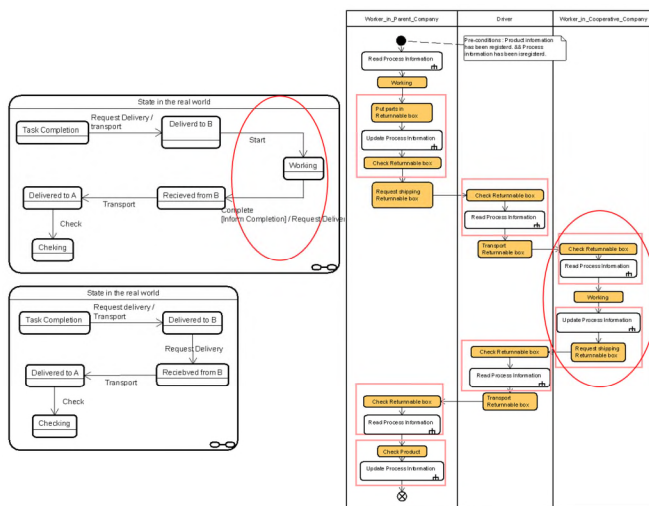 State in the real world
Task Completion
Request Delivery /
transport
Deliverd to B
Start
Working
Delivered to A
Transport
Recieved from B
Complete
[Inform Completion] / Request Deliver
Check
Cheking
State in the real world
Task Completion
Request delivery /
Transport
Delivered to B
Request Delivery
Delivered to A
Transport
Reciebved from B
Check
Checking
Worker_in_Parent_Company
Driver
Worker_in_Cooperative_Company
Pre-conditions : Product information
has been registerd. && Process
information has been isregisterd.
Read Process Information
Working
Put parts in
Returnnable box
Update Process Information
Check Returnnable box
Request shipping
Returnnable box
Check Returnnable box
Read Process Information
Transport
Returnnable box
Check Returnnable box
Read Process Information
Working
Update Process Information
Request shipping
Returnnable box
Check Returnnable box
Read Process Information
Transport
Returnnable box
Check Returnnable box
Read Process Information
Check Product
Update Process Information